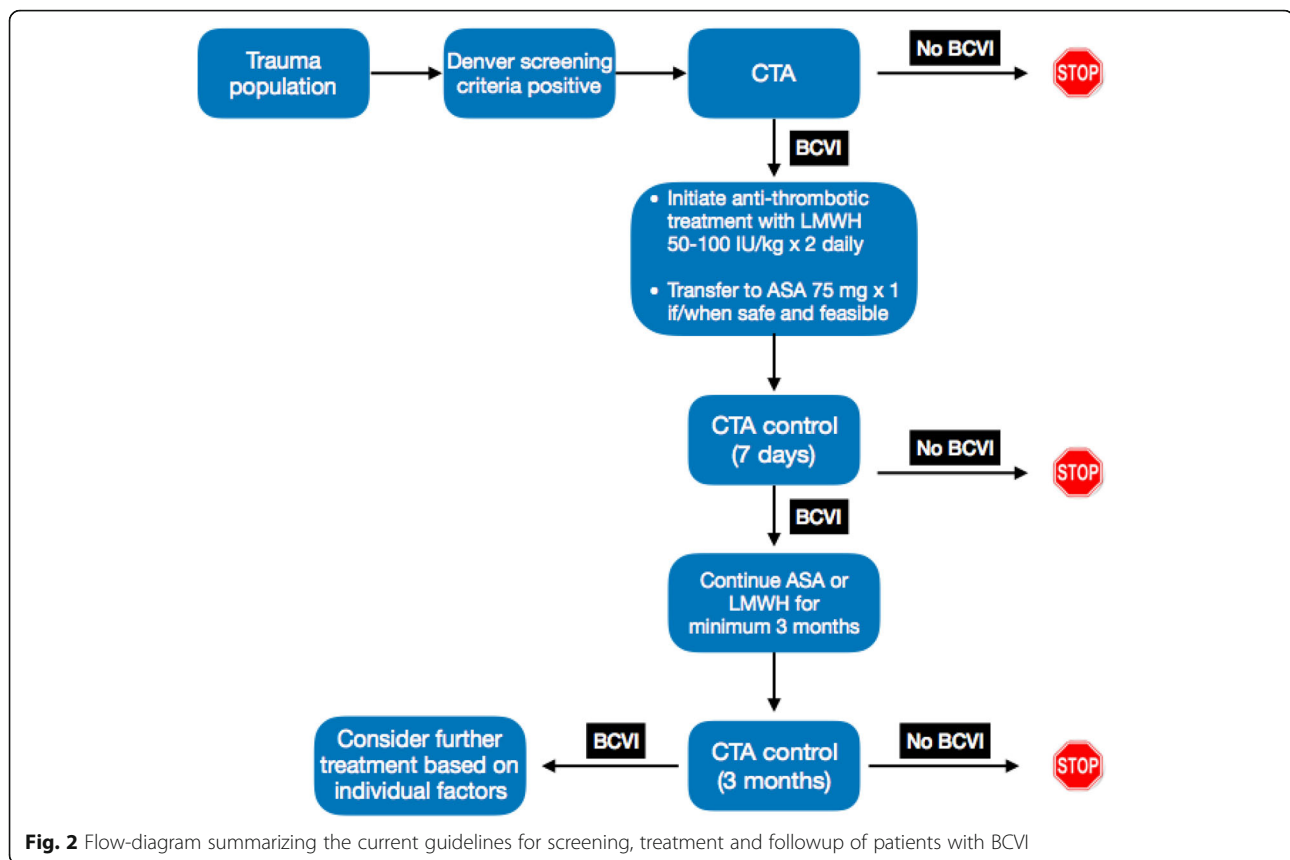 Trauma
population
Denver screening
criteria positive
CTA
No BCVI
STOP
BCVI
• Initiate anti-thrombotic
treatment with LMWH
50-100 IU/kg x 2 daily
• Transfer to ASA 75 mg x 1
if/when safe and feasible
CTA control
(7 days)
No BCVI
STOP
BCVI
Continue ASA or
LMWH for
minimum 3 months
Consider further
treatment based on
individual factors
BCVI
CTA control
(3 months)
No BCVI
STOP
Fig. 2 Flow-diagram summarizing the current guidelines for screening, treatment and followup of patients with BCVI